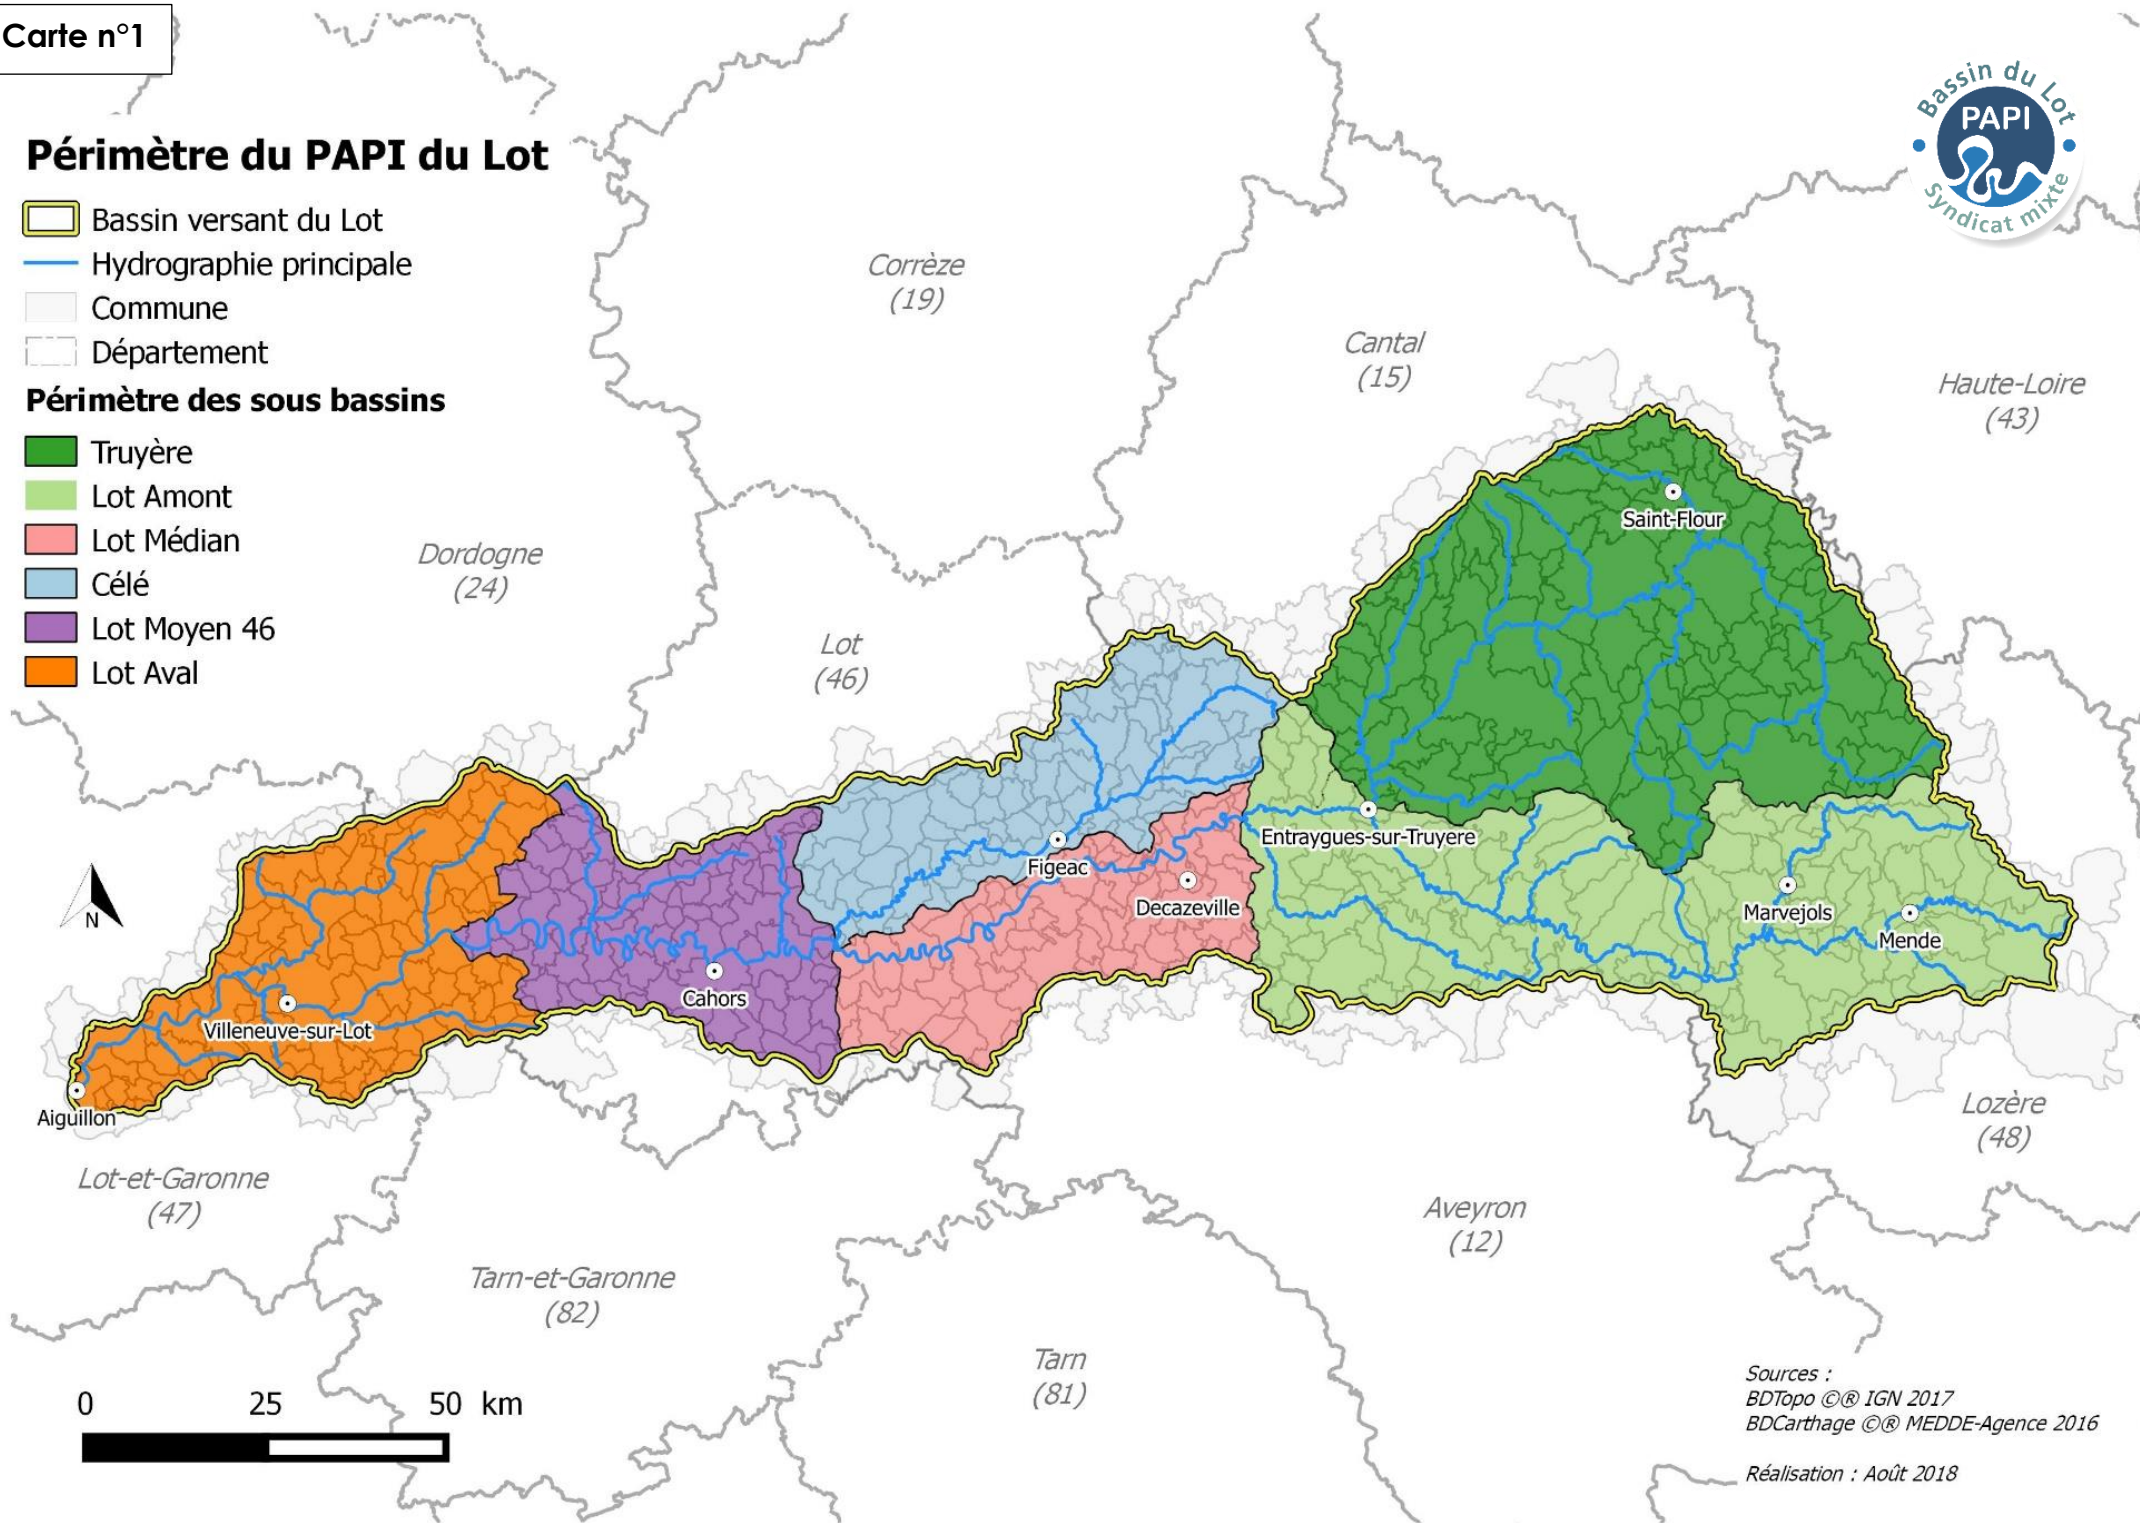 Carte n°1
Périmètre du PAPI du Lot
Bassin versant du Lot
Hydrographie principale
Commune
Département
Périmètre des sous bassins
Truyère
Lot Amont
Lot Médian
Célé
Lot Moyen 46
Lot Aval
Bassin du Lot
PAPI
Syndicat mixte
Corrèze
(19)
Cantal
(15)
Haute-Loire
(43)
Dordogne
(24)
Lot
(46)
Saint-Flour
Entraygues-sur-Truyere
Figeac
Decazeville
Marvejols
Mende
Cahors
Villeneuve-sur-Lot
Aiguillon
N
Lot-et-Garonne
(47)
Lozère
(48)
Aveyron
(12)
Tarn-et-Garonne
(82)
Tarn
(81)
0 25 50 km
Sources :
BDTopo ©® IGN 2017
BDCarthage ©® MEDDE-Agence 2016
Réalisation : Août 2018